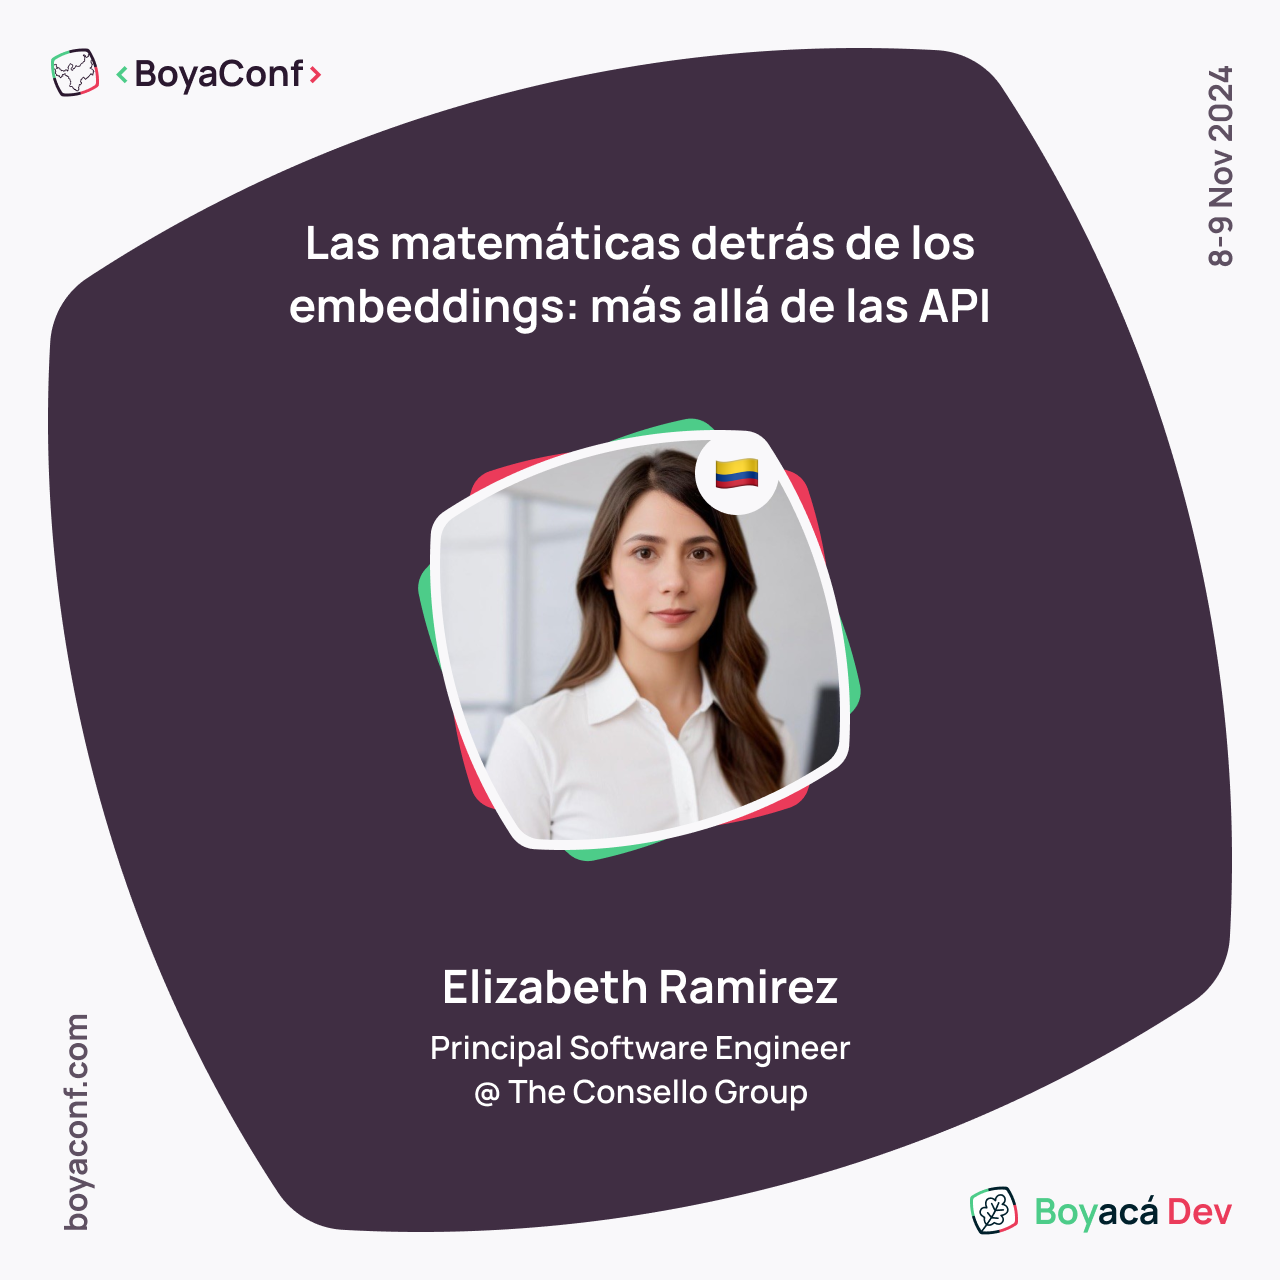 <BoyaConf>
8-9 Nov 2024
Las matemáticas detrás de los
embeddings: más allá de las API
Elizabeth Ramirez
Principal Software Engineer
@ The Consello Group
boyaconf.com
Boyacá Dev